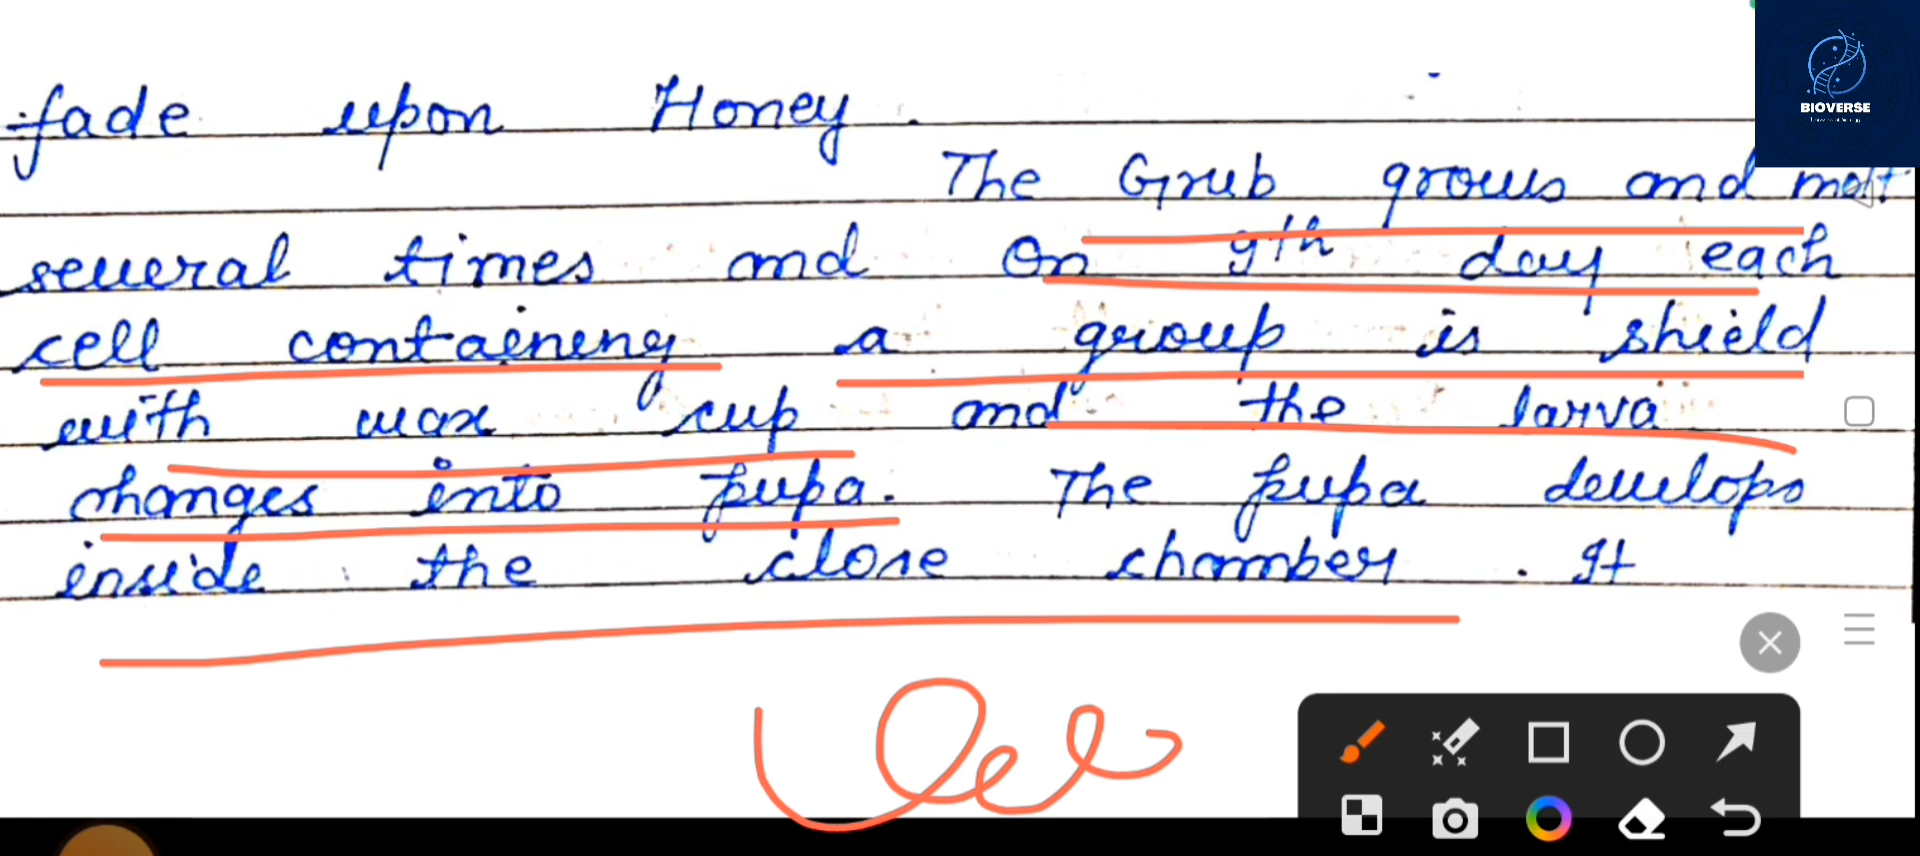 fade upon Honey.
The Grub grows and molt
several times and On 9th day each
cell containeng a group is shield
with wax cup and the larva
changes into pupa. The pupa develops
inside the close chamber. It
BIOVERSE